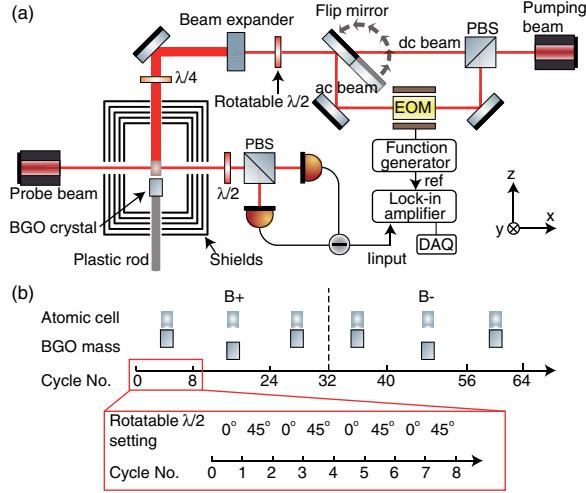 (a)
Beam expander
Flip mirror
PBS
Pumping
beam
dc beam
ac beam
λ/4
Rotatable λ/2
EOM
Function
generator
ref
Lock-in
amplifier
DAQ
Iinput
PBS
λ/2
Probe beam
BGO crystal
Plastic rod
Shields
z
y
x
(b)
B+
B-
Atomic cell
BGO mass
Cycle No.
0 8 24 32 40 56 64
Rotatable λ/2
setting
0° 45° 0° 45° 0° 45° 0° 45°
Cycle No. 0 1 2 3 4 5 6 7 8